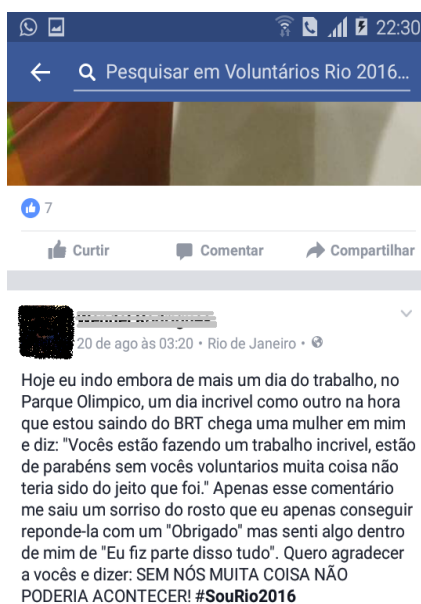 22:30
Pesquisar em Voluntários Rio 2016...
7
Curtir Comentar Compartilhar
20 de ago às 03:20 • Rio de Janeiro •
Hoje eu indo embora de mais um dia do trabalho, no
Parque Olimpico, um dia incrivel como outro na hora
que estou saindo do BRT chega uma mulher em mim
e diz: "Vocês estão fazendo um trabalho incrivel, estão
de parabéns sem vocês voluntarios muita coisa não
teria sido do jeito que foi." Apenas esse comentário
me saiu um sorriso do rosto que eu apenas conseguir
reponde-la com um "Obrigado" mas senti algo dentro
de mim de "Eu fiz parte disso tudo". Quero agradecer
a vocês e dizer: SEM NÓS MUITA COISA NÃO
PODERIA ACONTECER! #SouRio2016